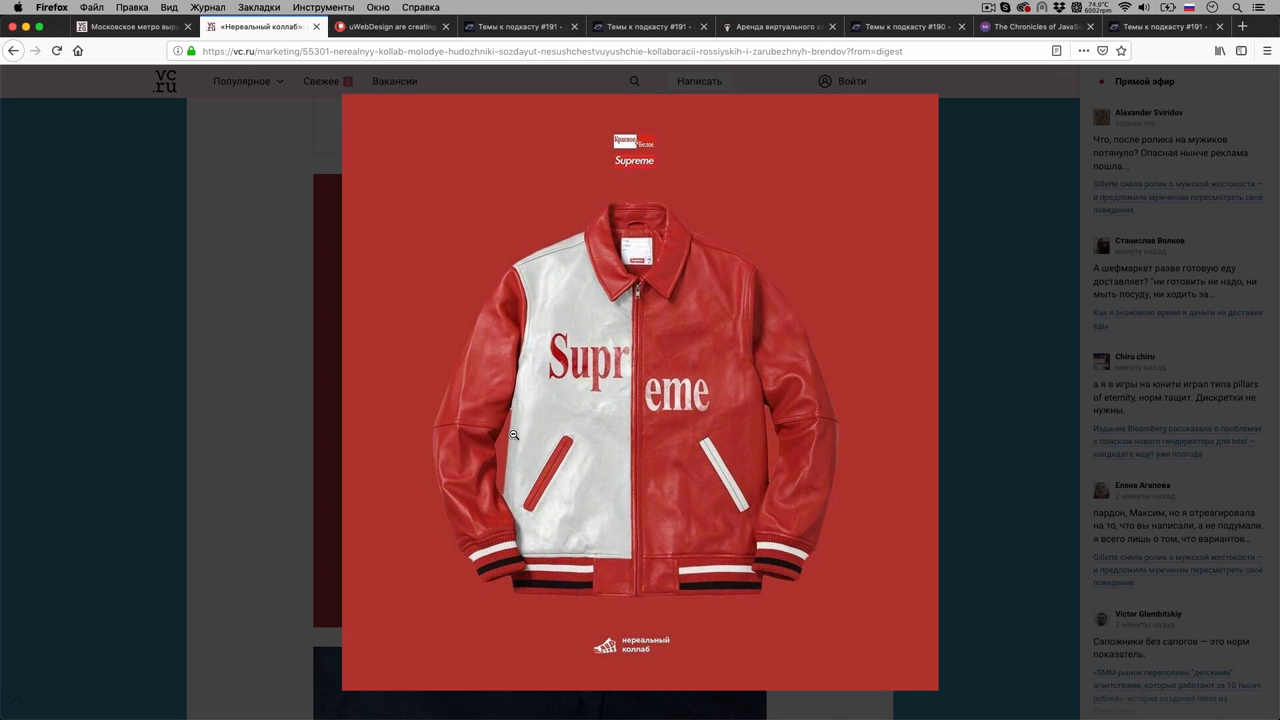 Firefox Файл Правка Вид Журнал Закладки Инструменты Окно Справка
74.0°C
6002rpm
Московское метро выр
«Нереальный коллаб»:
uWebDesign are creating
Темы к подкасту #191 -
Темы к подкасту #191 -
Аренда виртуального с
Темы к подкасту #190
The Chronicles of JavaSc
Темы к подкасту #191 -
https://vc.ru/marketing/55301-nerealnyy-kollab-molodye-hudozhniki-sozdayut-nesushchestvuyushchie-kollaboracii-rossiyskih-i-zarubezhnyh-brendov?from=digest
vc
.ru
Популярное
Свежее 2
Вакансии
Написать
Войти
Прямой эфир
Красное
Белое
Supreme
Supr
eme
нереальный
коллаб
Alexander Sviridov
только что
Что, после ролика на мужиков
потянуло? Опасная нынче реклама
пошла...
Gillette сняла ролик о мужской жестокости —
и предложила мужчинам пересмотреть своё
поведение
Станислав Волков
минуту назад
А шефмаркет разве готовую еду
доставляет? "ни готовить не надо, ни
мыть посуду, ни ходить за...
Как я экономлю время и деньги на доставке
еды
Chiru chiru
минуту назад
а я в игры на юнити играл типа pillars
of eternity, норм тащит. Дискретки не
нужны.
Издание Bloomberg рассказало о проблемах
с поиском нового гендиректора для Intel —
кандидата ищут уже полгода
Елена Агапова
2 минуты назад
пардон, Максим, но я отреагировала
на то, что вы написали, а не подумали.
я всего лишь о том, что вариантов...
Gillette сняла ролик о мужской жестокости —
и предложила мужчинам пересмотреть своё
поведение
Victor Glembitskiy
2 минуты назад
Сапожники без сапогов — это норм
показатель.
«SMM-рынок переполнен "детскими"
агентствами, которые работают за 10 тысяч
рублей»: история создания Ideas из